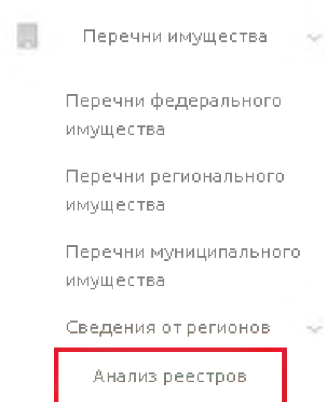 Перечни имущества
Перечни федерального
имущества
Перечни регионального
имущества
Перечни муниципального
имущества
Сведения от регионов
Анализ реестров